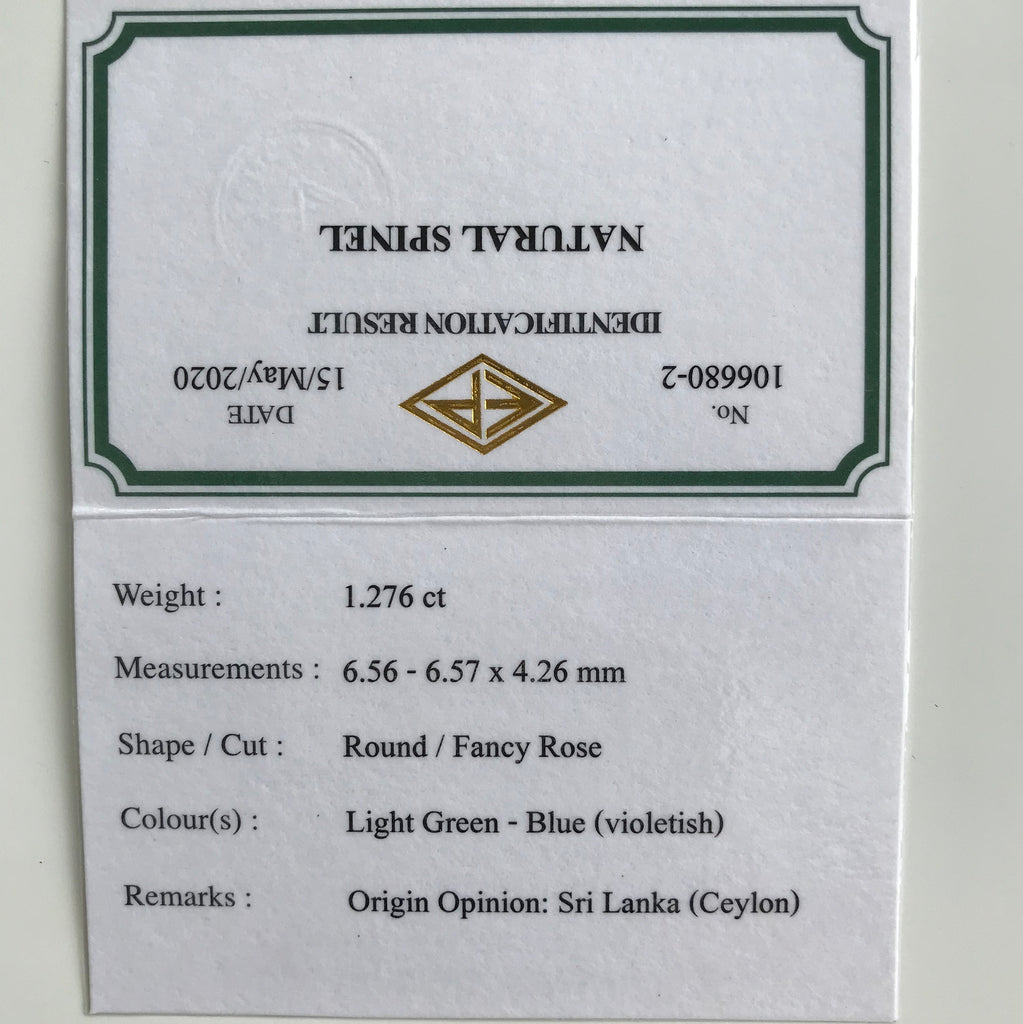 No.
DATE
106680-2
15/May/2020
IDENTIFICATION RESULT
NATURAL SPINEL
Weight : 1.276 ct
Measurements : 6.56 - 6.57 x 4.26 mm
Shape / Cut : Round / Fancy Rose
Colour(s) : Light Green - Blue (violetish)
Remarks : Origin Opinion: Sri Lanka (Ceylon)